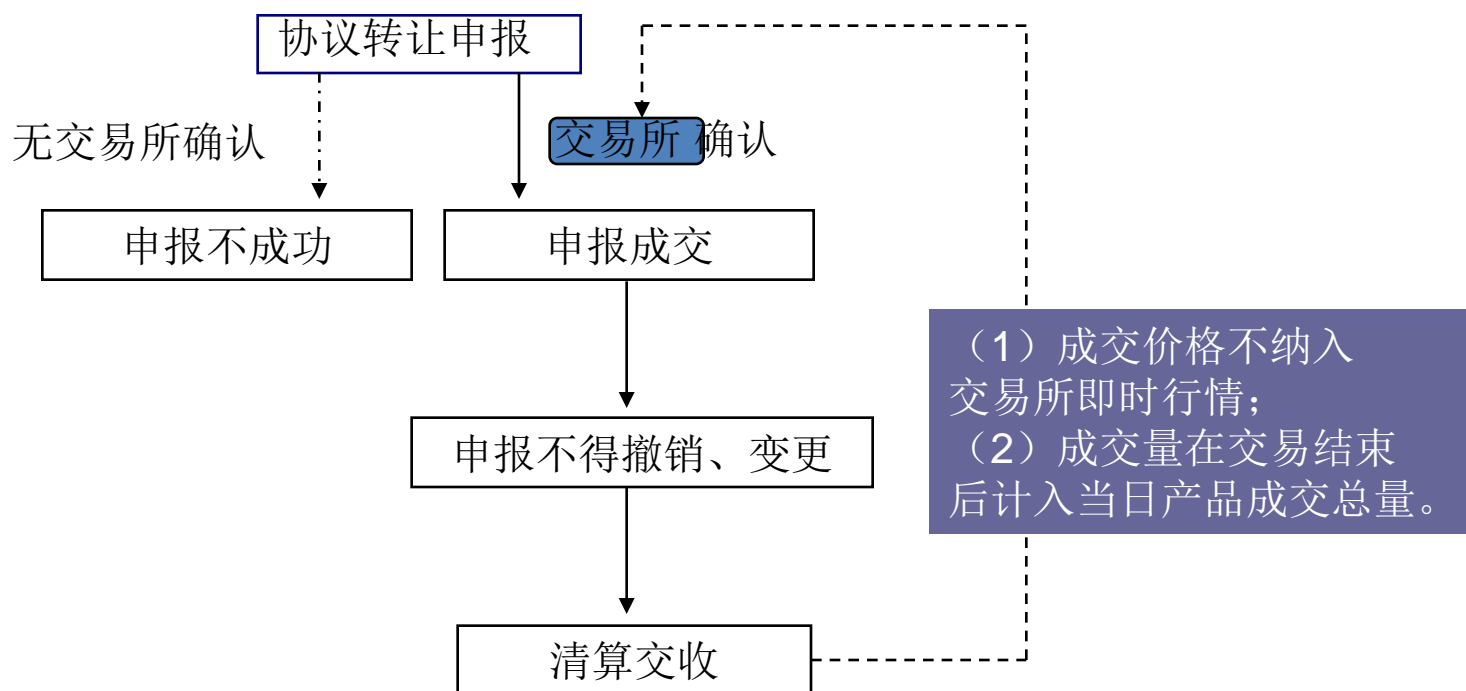 协议转让申报
无交易所确认
交易所 确认
申报不成功
申报成交
（1）成交价格不纳入
交易所即时行情；
（2）成交量在交易结束
后计入当日产品成交总量。
申报不得撤销、变更
清算交收